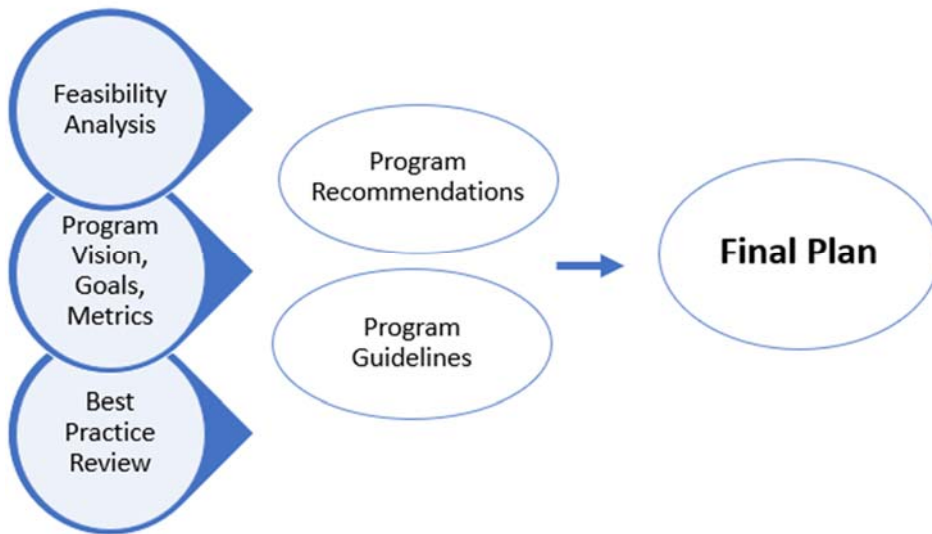 Feasibility
Analysis
Program
Vision,
Goals,
Metrics
Best
Practice
Review
Program
Recommendations
Program
Guidelines
Final Plan